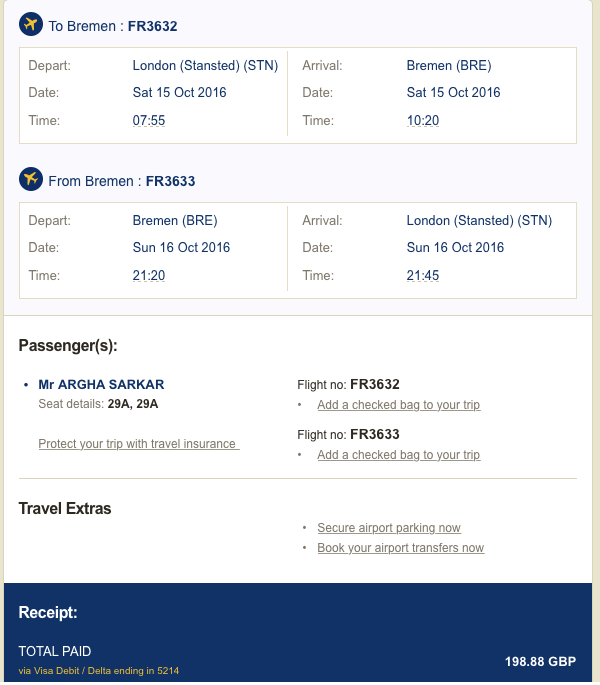 To Bremen : FR3632
Depart: London (Stansted) (STN) Arrival: Bremen (BRE)
Date: Sat 15 Oct 2016 Date: Sat 15 Oct 2016
Time: 07:55 Time: 10:20
From Bremen : FR3633
Depart: Bremen (BRE) Arrival: London (Stansted) (STN)
Date: Sun 16 Oct 2016 Date: Sun 16 Oct 2016
Time: 21:20 Time: 21:45
Passenger(s):
• Mr ARGHA SARKAR Flight no: FR3632
Seat details: 29A, 29A • Add a checked bag to your trip
Flight no: FR3633
Protect your trip with travel insurance • Add a checked bag to your trip
Travel Extras
• Secure airport parking now
• Book your airport transfers now
Receipt:
TOTAL PAID
via Visa Debit / Delta ending in 5214 198.88 GBP